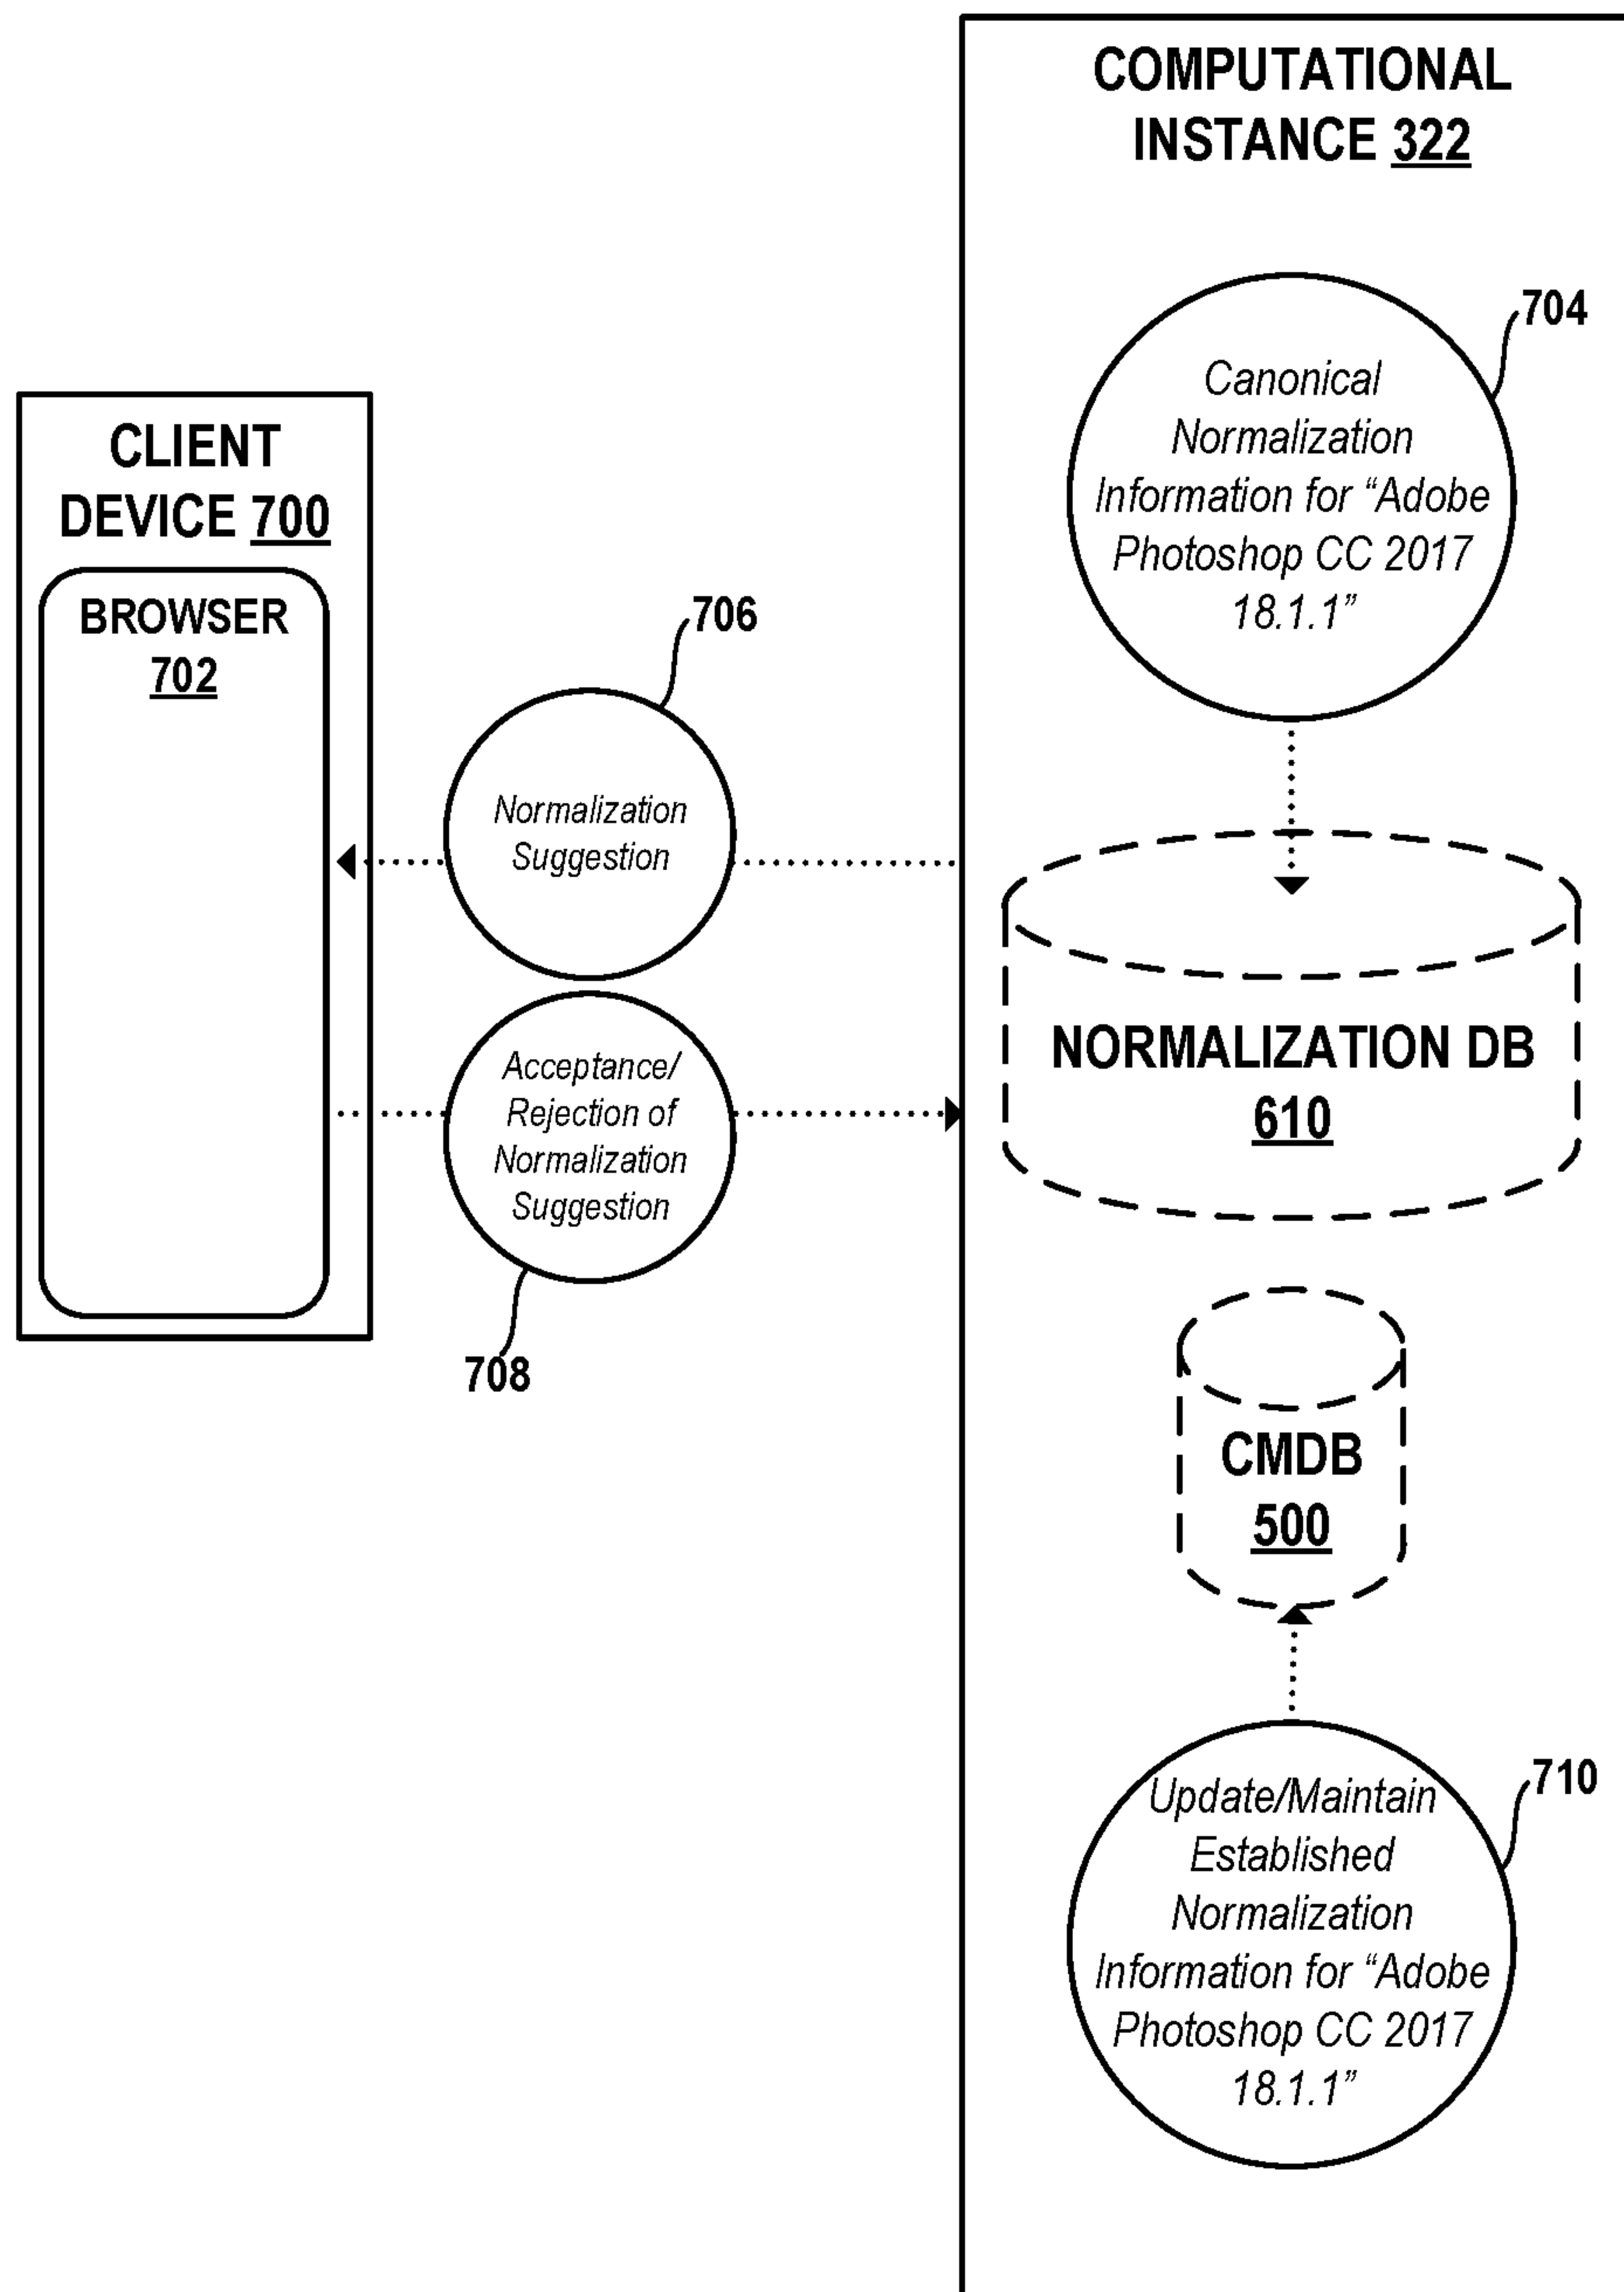 COMPUTATIONAL
INSTANCE 322
704
Canonical
Normalization
Information for “Adobe
Photoshop CC 2017
18.1.1”
CLIENT
DEVICE 700
BROWSER
702
706
Normalization
Suggestion
Acceptance/
Rejection of
Normalization
Suggestion
708
NORMALIZATION DB
610
CMDB
500
710
Update/Maintain
Established
Normalization
Information for “Adobe
Photoshop CC 2017
18.1.1”